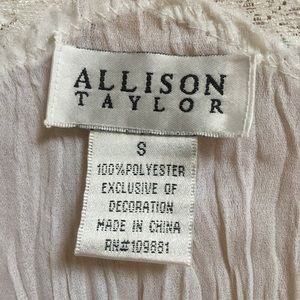 ALLISON
TAYLOR
S
100%POLYESTER
EXCLUSIVE OF
DECORATION
MADE IN CHINA
RN#109881